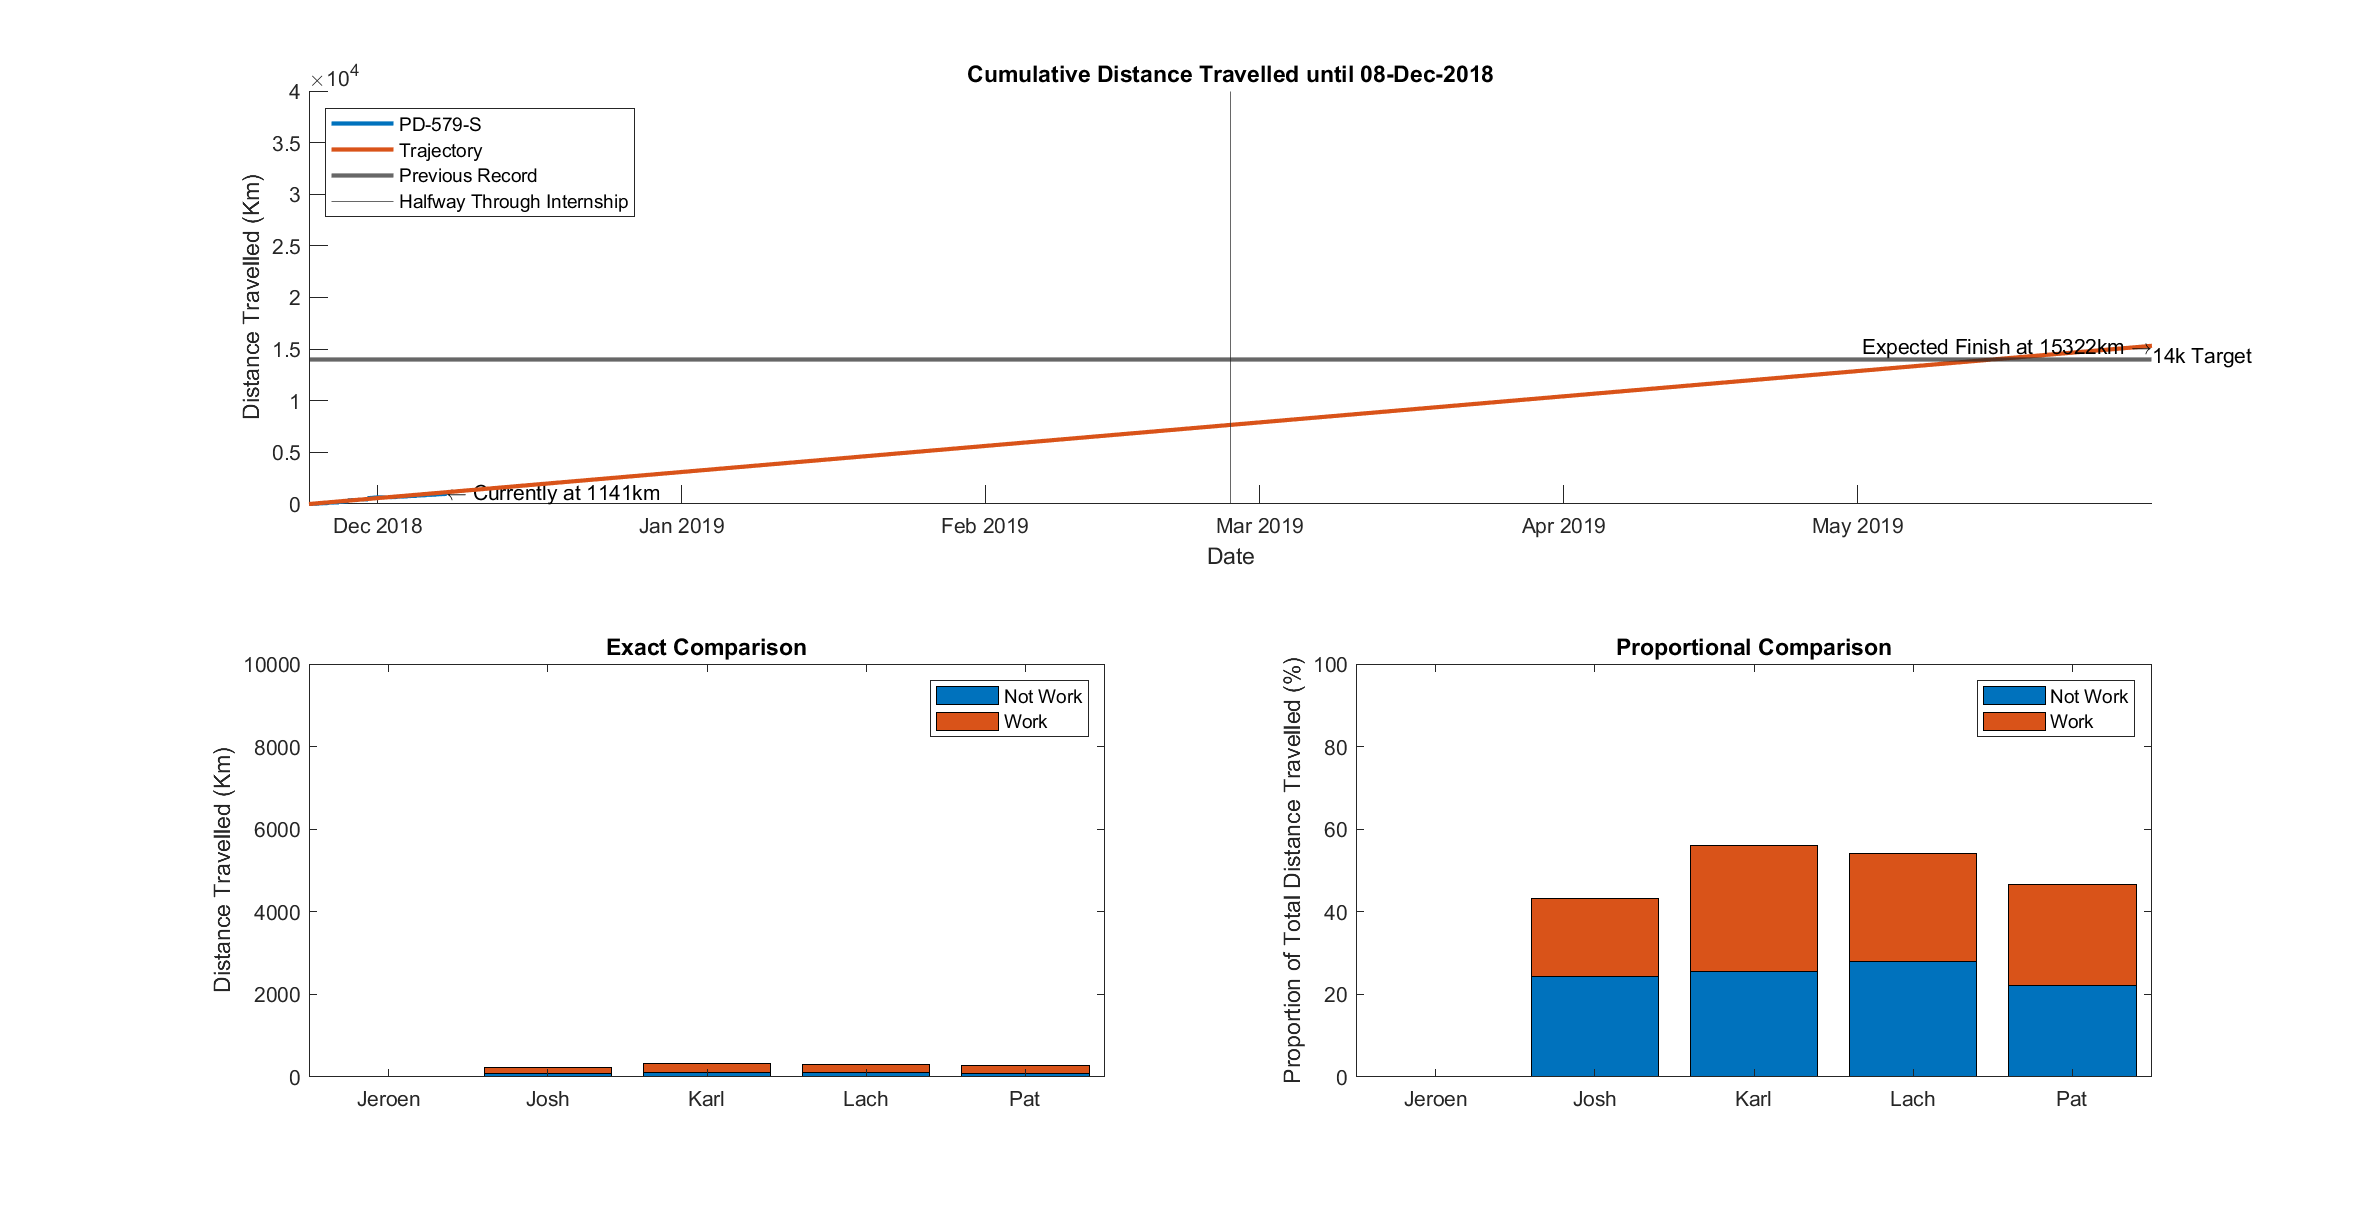 Cumulative Distance Travelled until 08-Dec-2018
×10^4
4
3.5
3
2.5
2
1.5
1
0.5
0
Distance Travelled (Km)
PD-579-S
Trajectory
Previous Record
Halfway Through Internship
Expected Finish at 15322km →
14k Target
← Currently at 1141km
Dec 2018
Jan 2019
Feb 2019
Mar 2019
Apr 2019
May 2019
Date
Exact Comparison
10000
8000
6000
4000
2000
0
Distance Travelled (Km)
Not Work
Work
Jeroen
Josh
Karl
Lach
Pat
Proportional Comparison
100
80
60
40
20
0
Proportion of Total Distance Travelled (%)
Not Work
Work
Jeroen
Josh
Karl
Lach
Pat